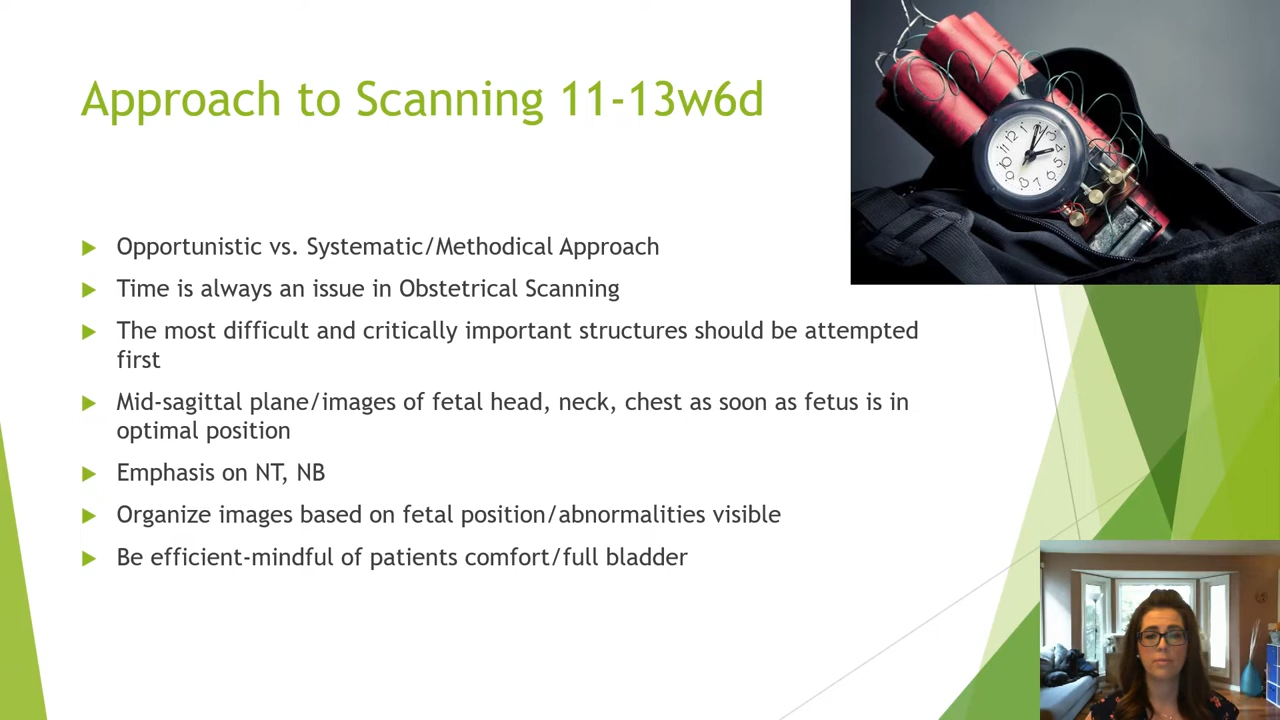 Approach to Scanning 11-13w6d
Opportunistic vs. Systematic/Methodical Approach
Time is always an issue in Obstetrical Scanning
The most difficult and critically important structures should be attempted
first
Mid-sagittal plane/images of fetal head, neck, chest as soon as fetus is in
optimal position
Emphasis on NT, NB
Organize images based on fetal position/abnormalities visible
Be efficient-mindful of patients comfort/full bladder